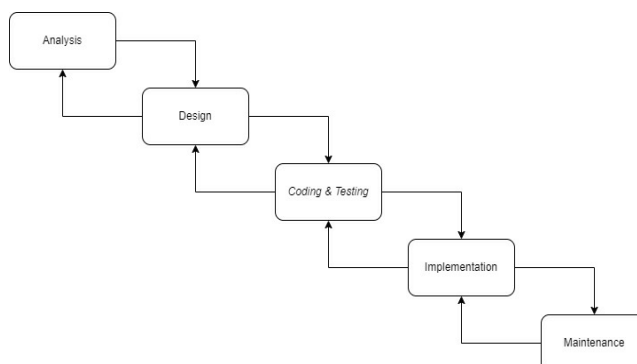 Analysis
Design
Coding & Testing
Implementation
Maintenance